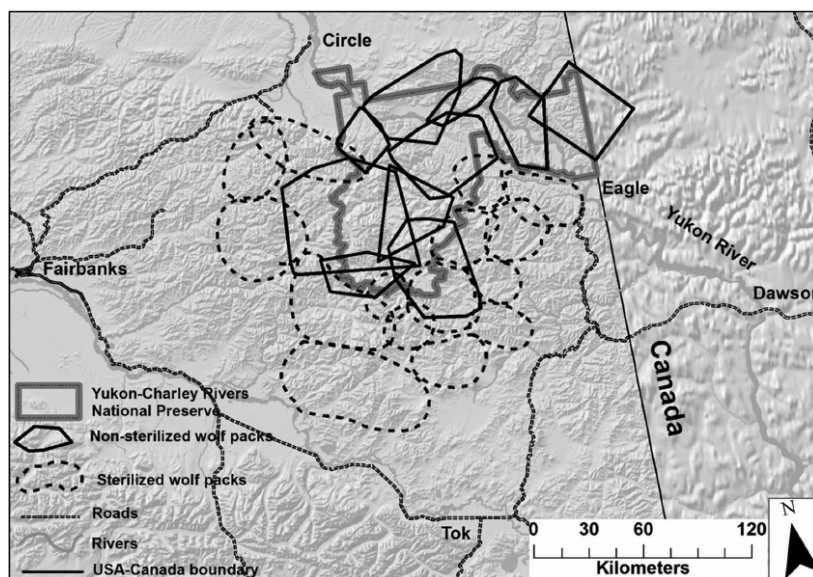 Circle
Eagle
Yukon River
Fairbanks
Dawson
Canada
Yukon-Charley Rivers
National Preserve
Non-sterilized wolf packs
Sterilized wolf packs
Roads
Rivers
USA-Canada boundary
Tok
0 30 60 120
Kilometers
N